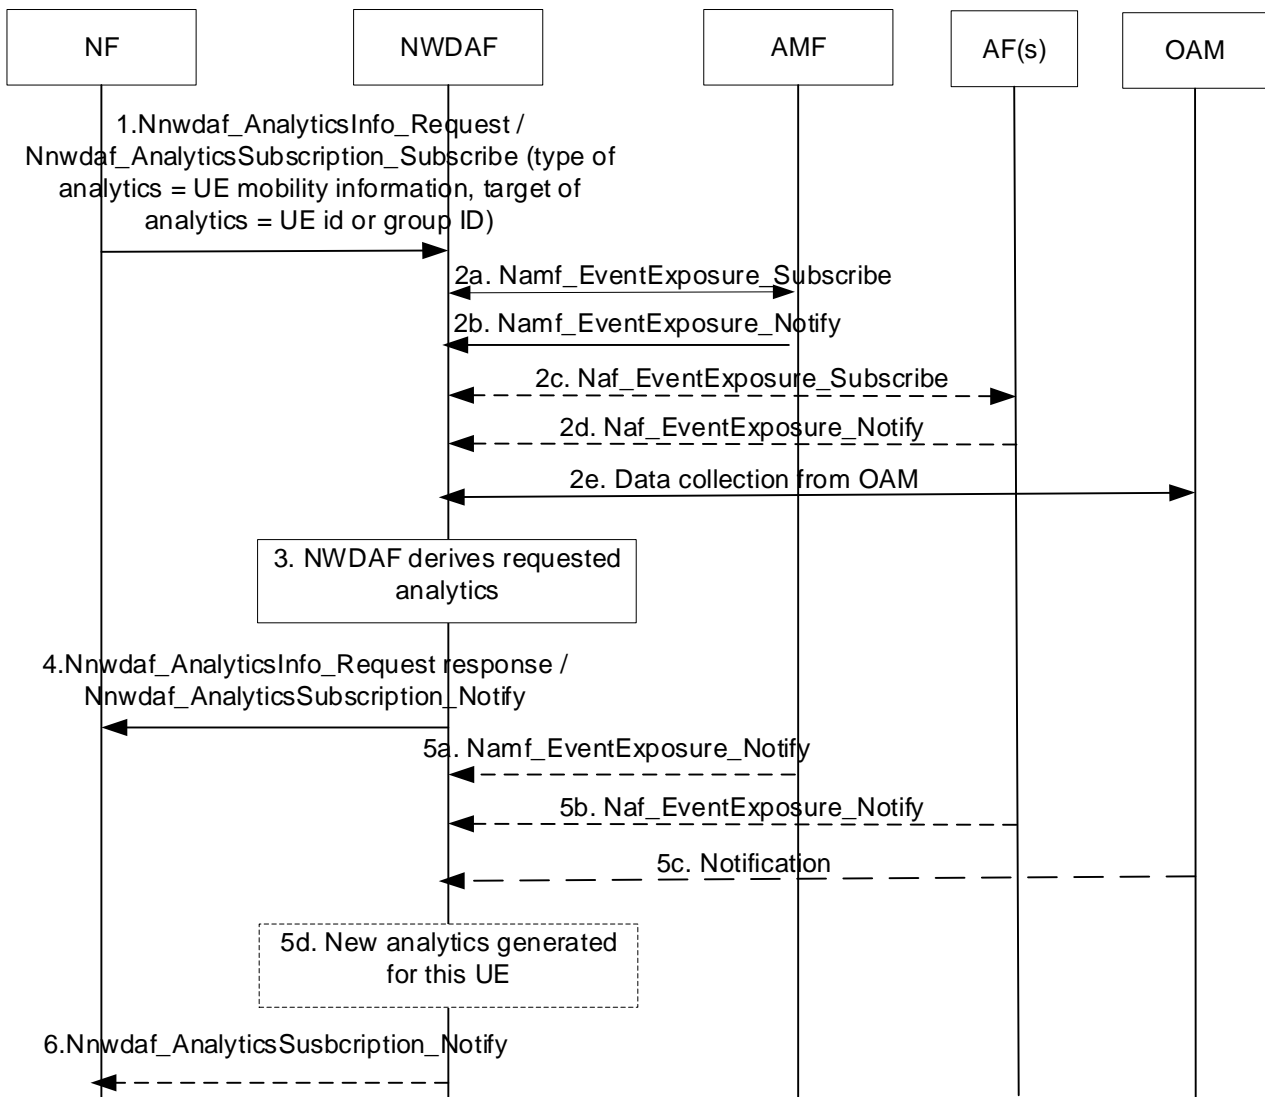 NF
NWDAF
AMF
AF(s)
OAM
1.Nnwdaf_AnalyticsInfo_Request /
Nnwdaf_AnalyticsSubscription_Subscribe (type of
analytics = UE mobility information, target of
analytics = UE id or group ID)
2a. Namf_EventExposure_Subscribe
2b. Namf_EventExposure_Notify
2c. Naf_EventExposure_Subscribe
2d. Naf_EventExposure_Notify
2e. Data collection from OAM
3. NWDAF derives requested
analytics
4.Nnwdaf_AnalyticsInfo_Request response /
Nnwdaf_AnalyticsSubscription_Notify
5a. Namf_EventExposure_Notify
5b. Naf_EventExposure_Notify
5c. Notification
5d. New analytics generated
for this UE
6.Nnwdaf_AnalyticsSusbcription_Notify